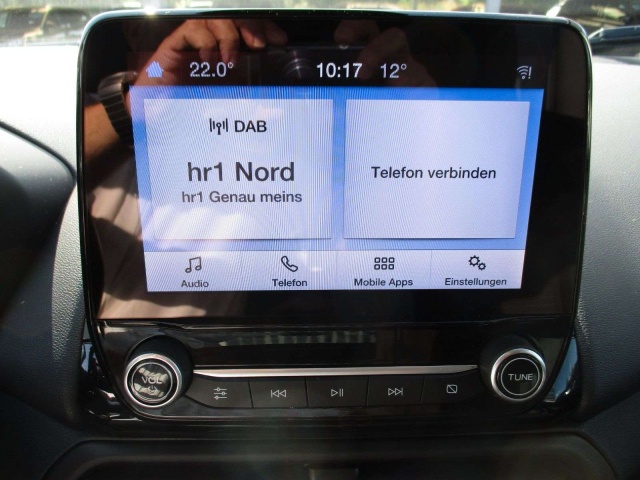 22.0° 10:17 12°
DAB
hr1 Nord
hr1 Genau meins
Telefon verbinden
Audio Telefon Mobile Apps Einstellungen
VOL TUNE